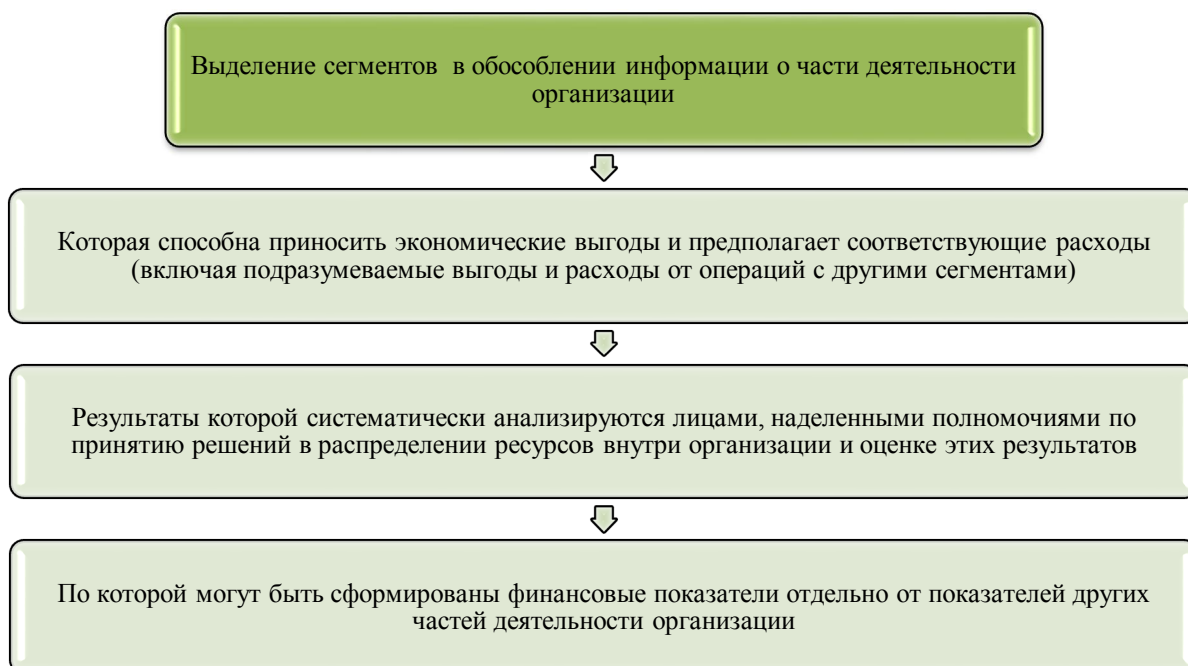 Выделение сегментов в обособлении информации о части деятельности
организации
Которая способна приносить экономические выгоды и предполагает соответствующие расходы
(включая подразумеваемые выгоды и расходы от операций с другими сегментами)
Результаты которой систематически анализируются лицами, наделенными полномочиями по
принятию решений в распределении ресурсов внутри организации и оценке этих результатов
По которой могут быть сформированы финансовые показатели отдельно от показателей других
частей деятельности организации